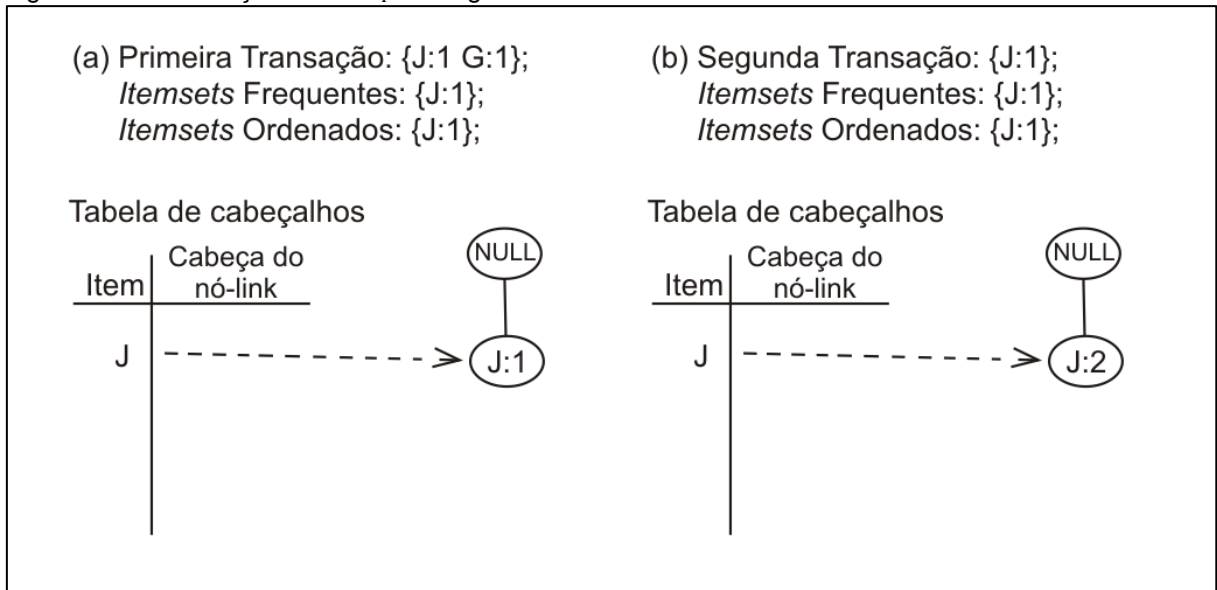 (a) Primeira Transação: {J:1 G:1};
Itemsets Frequentes: {J:1};
Itemsets Ordenados: {J:1};
Tabela de cabeçalhos
Item
Cabeça do
nó-link
NULL
J
J:1
(b) Segunda Transação: {J:1};
Itemsets Frequentes: {J:1};
Itemsets Ordenados: {J:1};
Tabela de cabeçalhos
Item
Cabeça do
nó-link
NULL
J
J:2